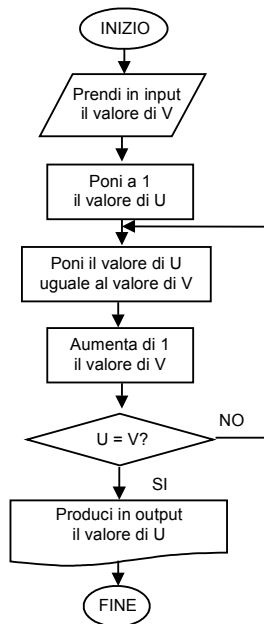 INIZIO
Prendi in input
il valore di V
Poni a 1
il valore di U
Poni il valore di U
uguale al valore di V
Aumenta di 1
il valore di V
U = V?
NO
SI
Produci in output
il valore di U
FINE